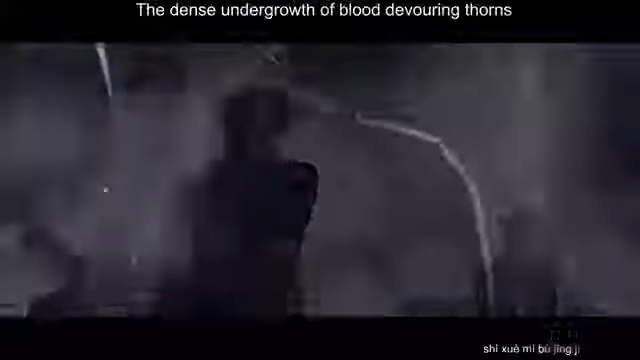 The dense undergrowth of blood devouring thorns
shì xuè mì bù jīng jí